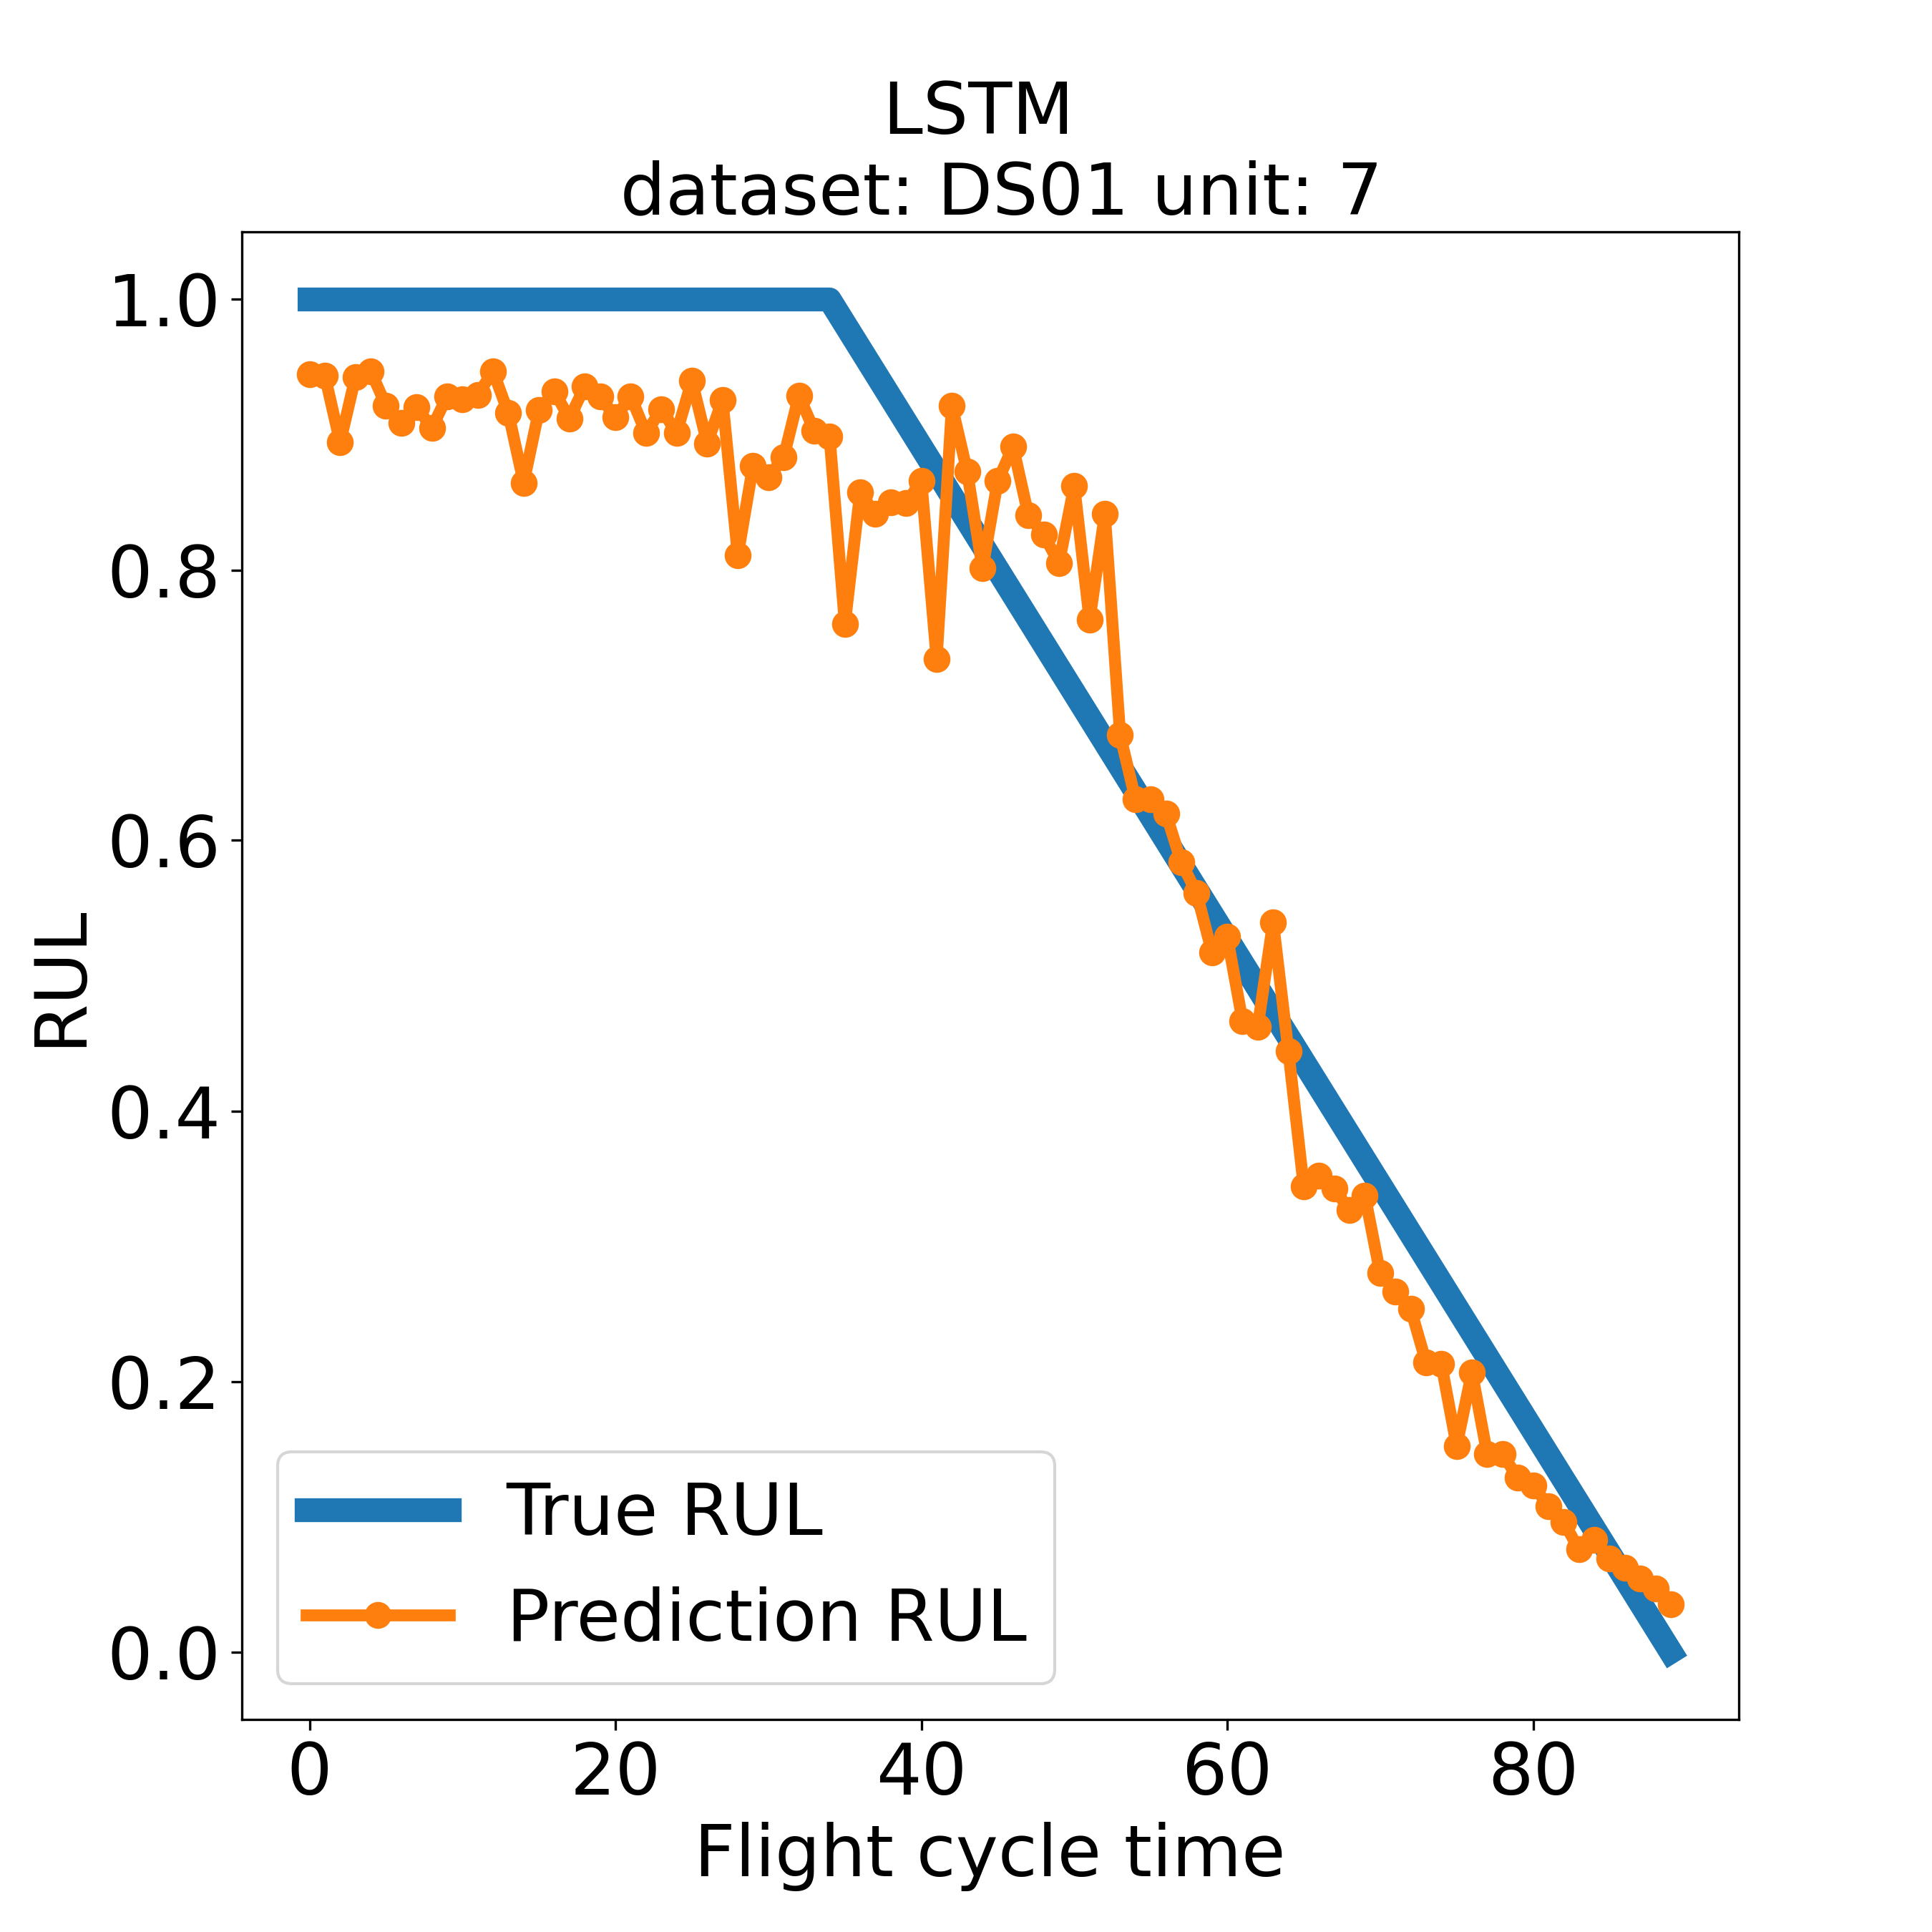 LSTM
dataset: DS01 unit: 7
1.0
0.8
0.6
0.4
0.2
0.0
RUL
True RUL
Prediction RUL
0 20 40 60 80
Flight cycle time